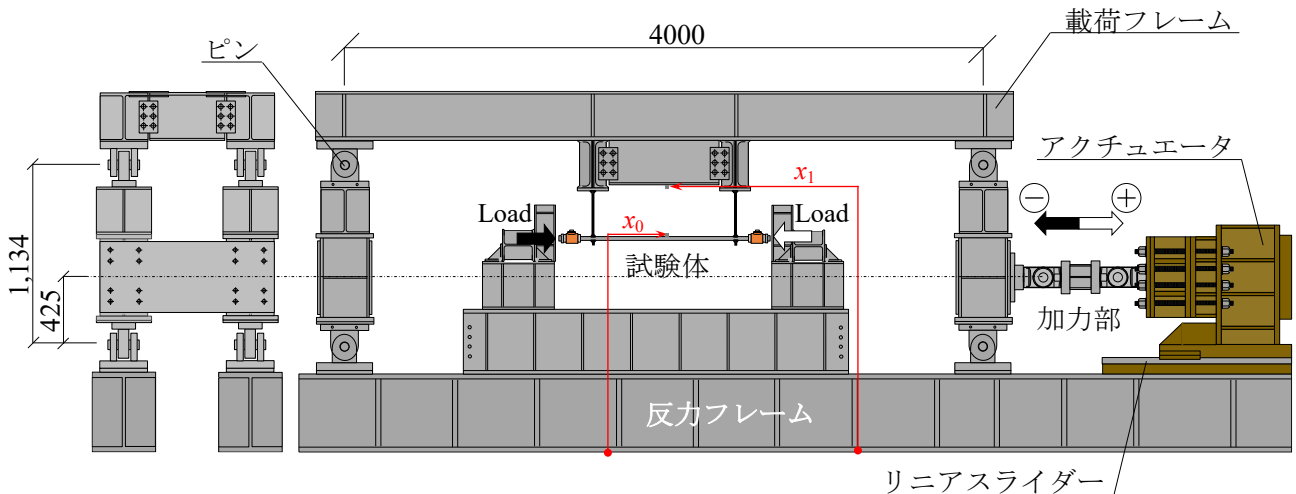 4000
載荷フレーム
ピン
アクチュエータ
x1
− +
Load
x0
Load
試験体
1,134
425
加力部
反力フレーム
リニアスライダー